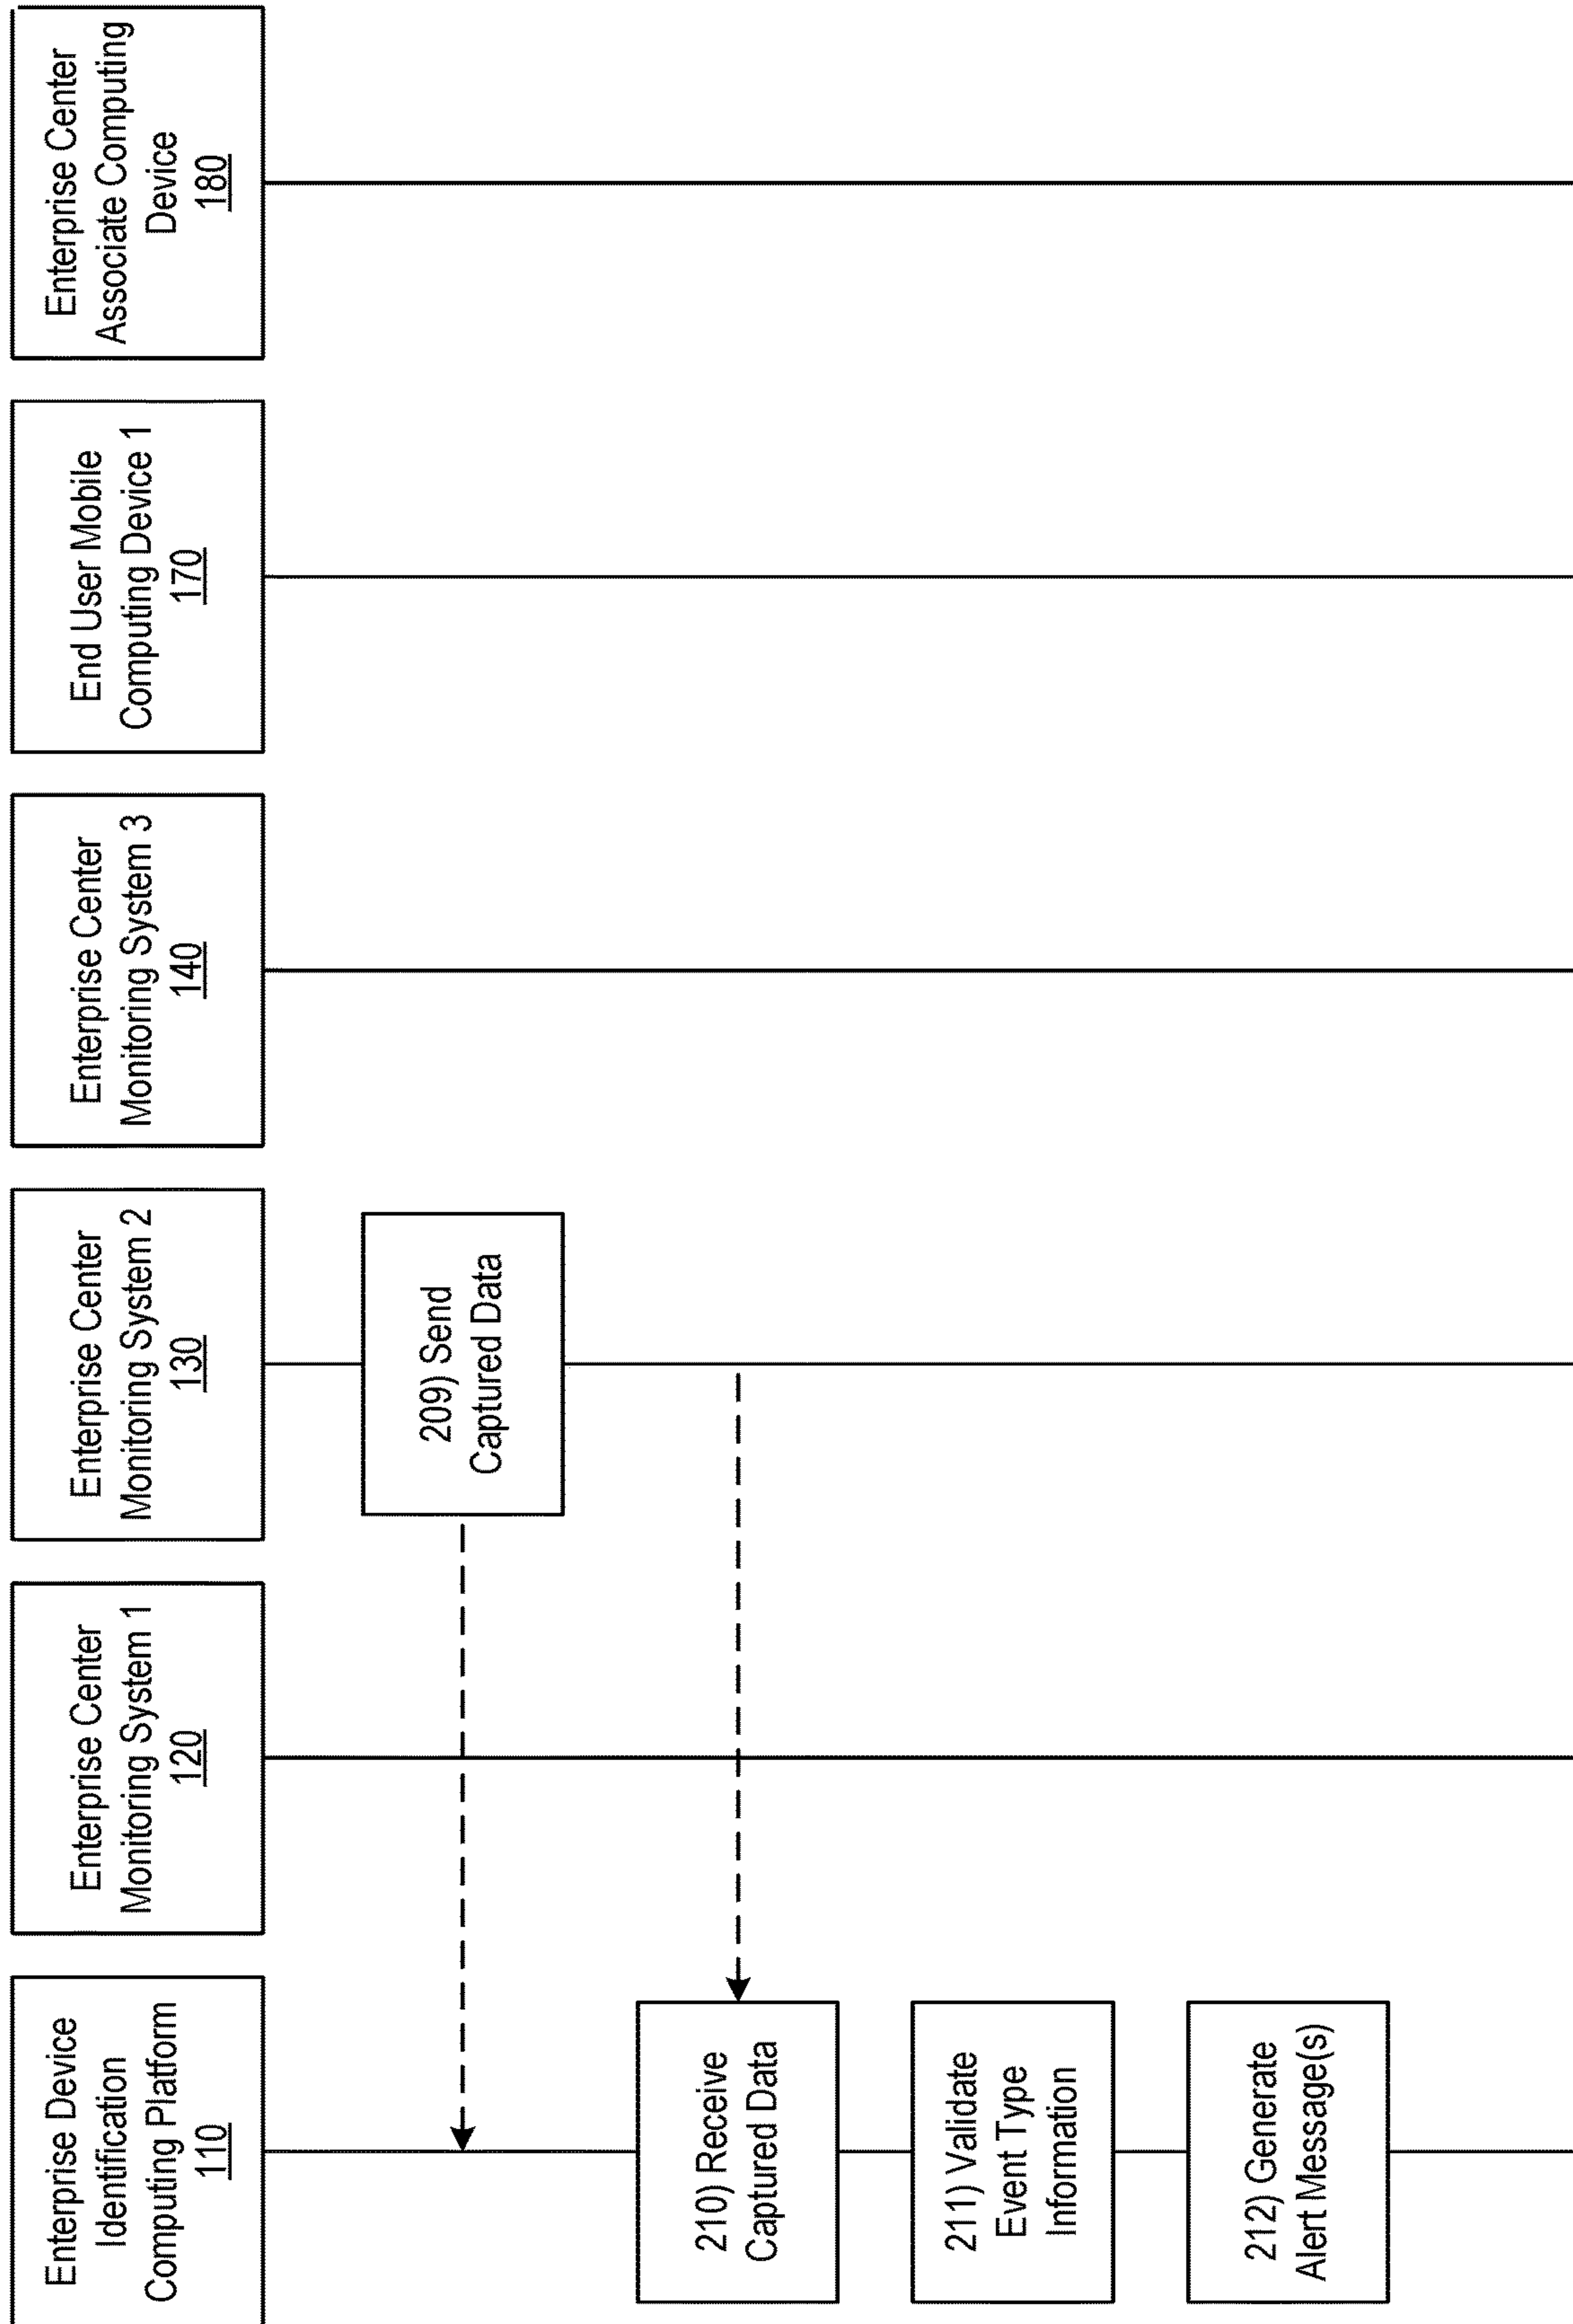 Enterprise Device
Identification
Computing Platform
110
Enterprise Center
Monitoring System 1
120
Enterprise Center
Monitoring System 2
130
Enterprise Center
Monitoring System 3
140
End User Mobile
Computing Device 1
170
Enterprise Center
Associate Computing
Device
180
209) Send
Captured Data
210) Receive
Captured Data
211) Validate
Event Type
Information
212) Generate
Alert Message(s)